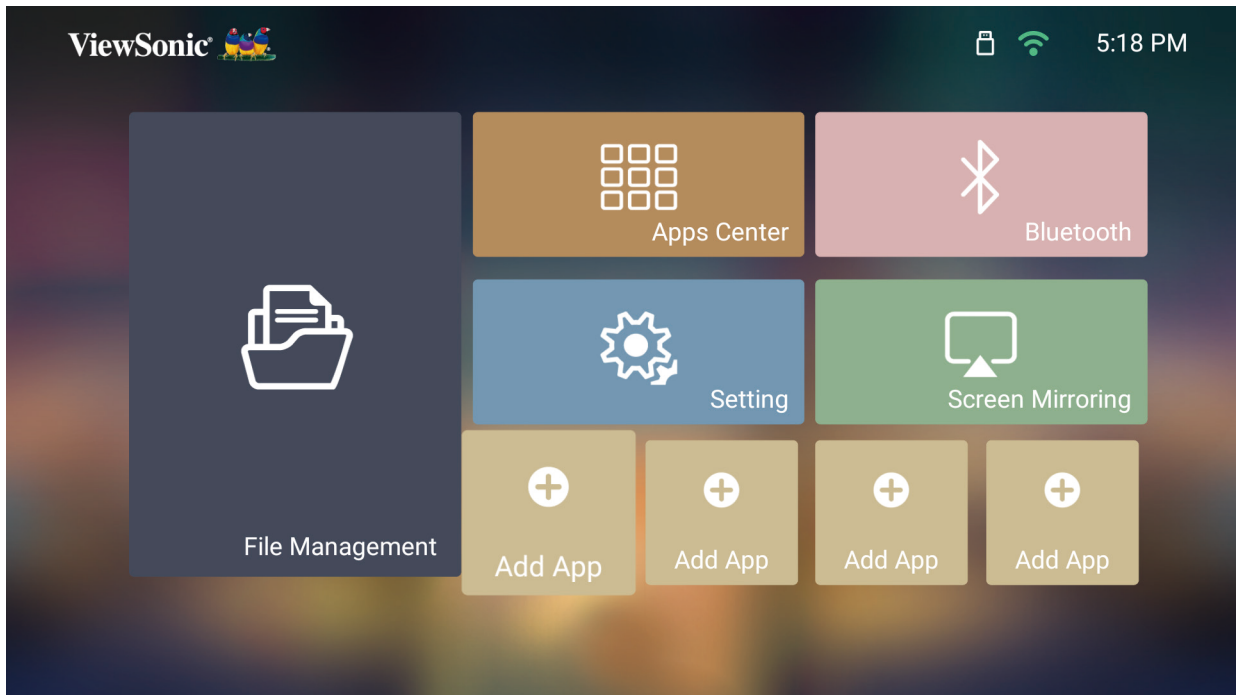 ViewSonic®
5:18 PM
Apps Center
Bluetooth
Setting
Screen Mirroring
File Management
Add App
Add App
Add App
Add App